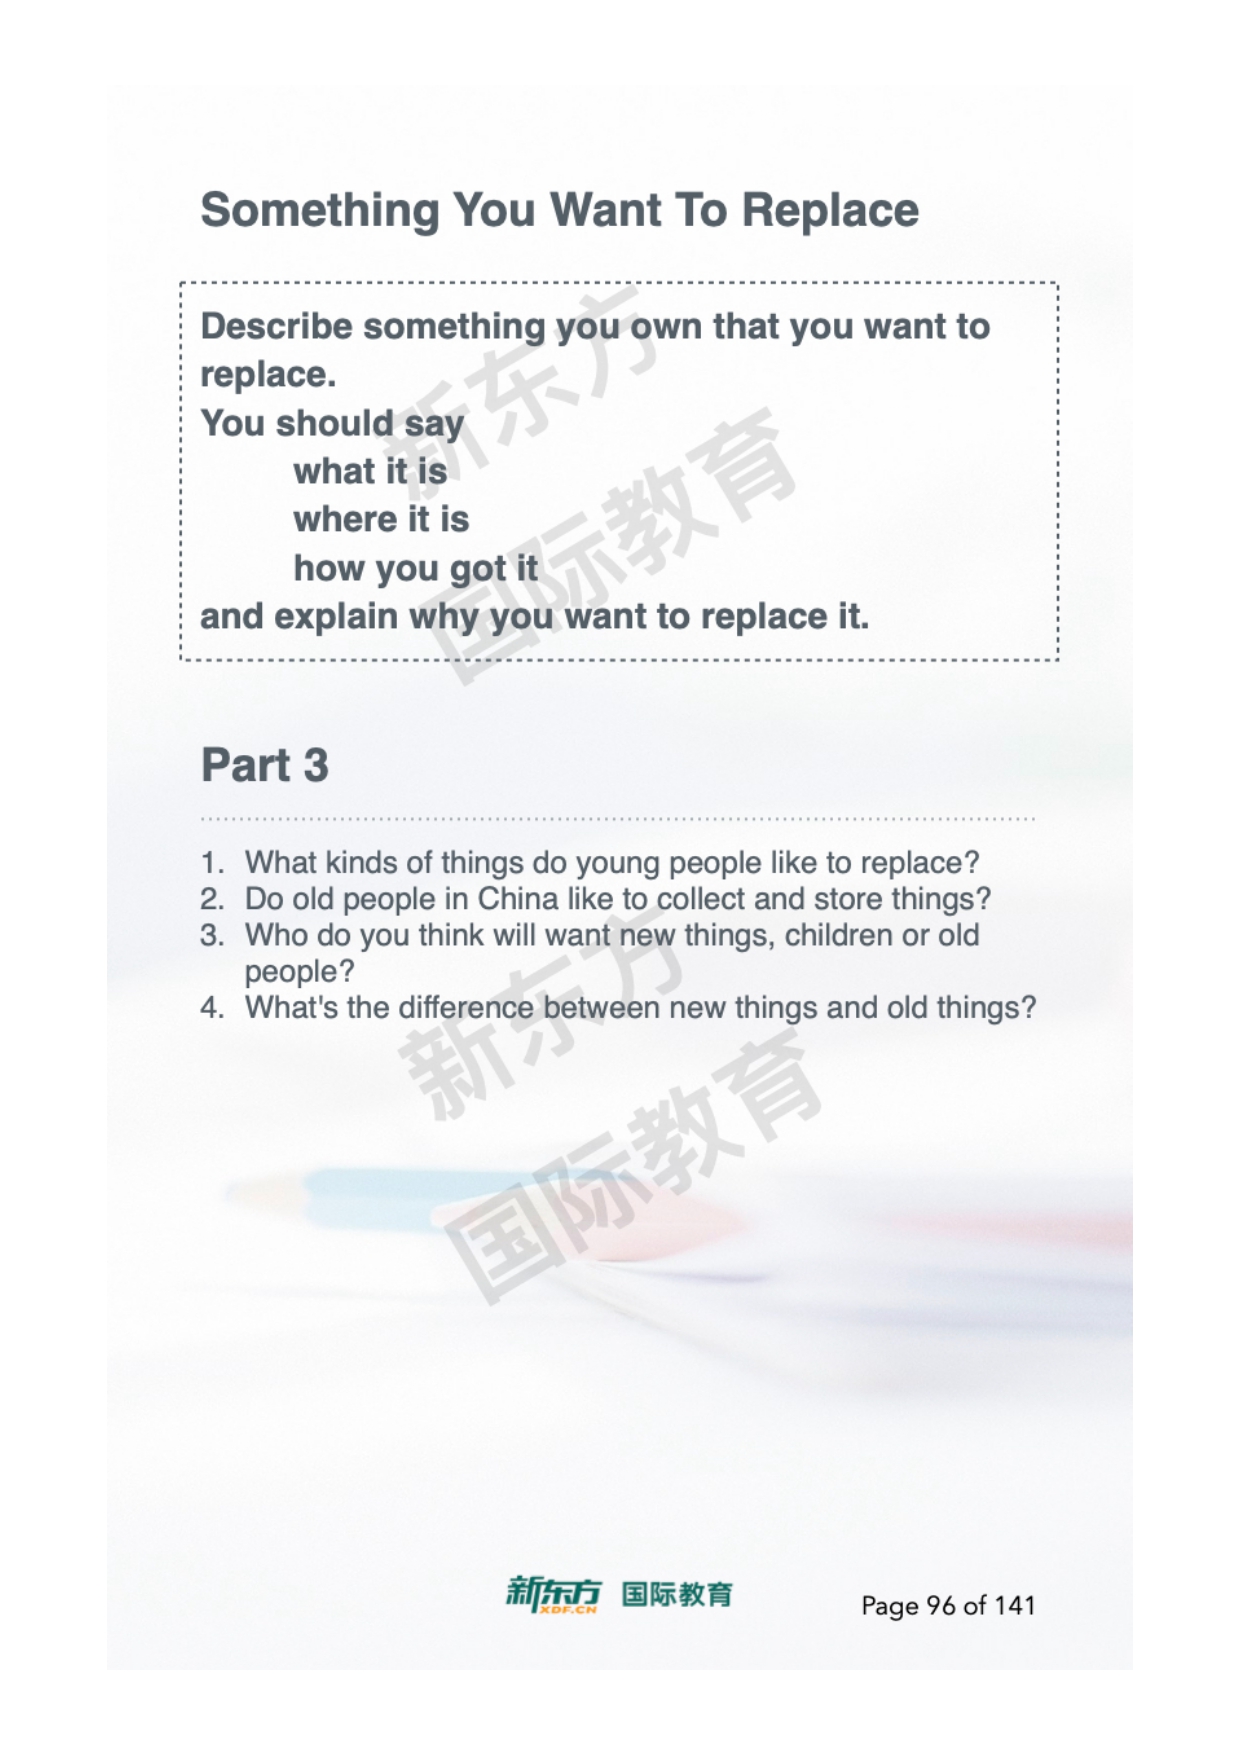 Something You Want To Replace
Describe something you own that you want to
replace.
You should say
what it is
where it is
how you got it
and explain why you want to replace it.
新东方
国际教育
Part 3
1. What kinds of things do young people like to replace?
2. Do old people in China like to collect and store things?
3. Who do you think will want new things, children or old
people?
4. What's the difference between new things and old things?
新东方
国际教育
新东方 国际教育
XDF.CN
Page 96 of 141